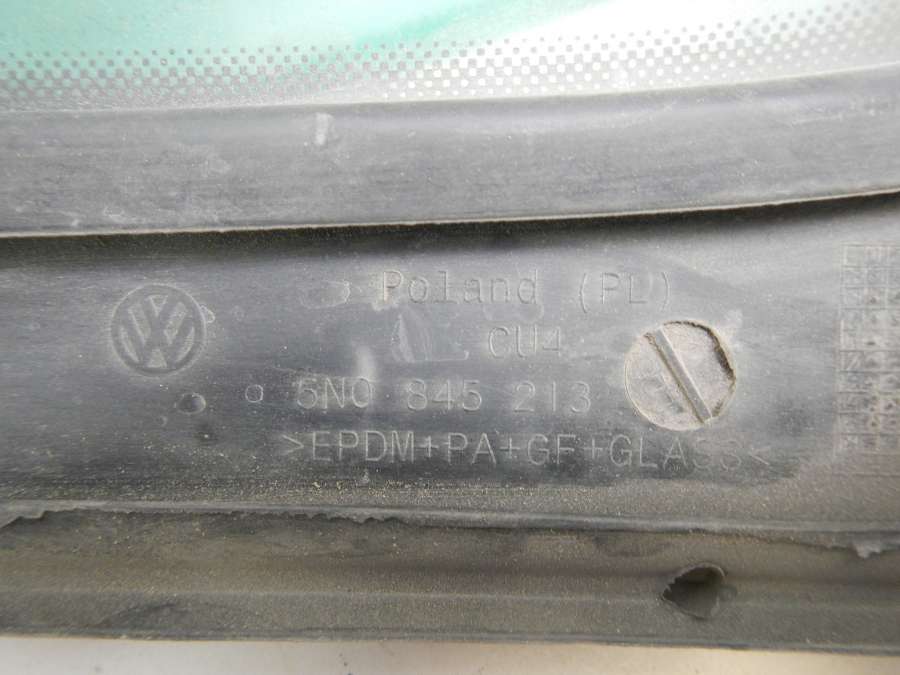 Poland (PL)
CU4
5N0 845 213
>EPDM+PA+GF+GLASS<